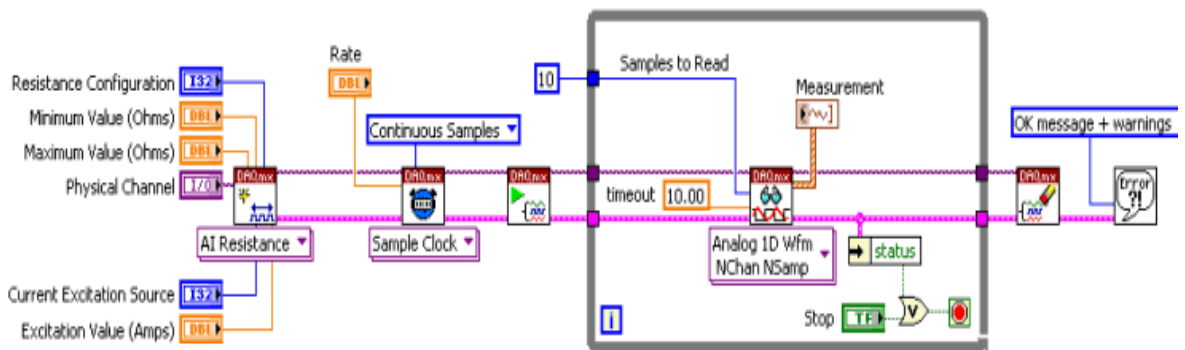 Resistance Configuration
I32
Minimum Value (Ohms)
DBL
Maximum Value (Ohms)
DBL
Physical Channel
I/O
DAQmx
AI Resistance
Current Excitation Source
I32
Excitation Value (Amps)
DBL
Rate
DBL
Continuous Samples
DAQmx
Sample Clock
DAQmx
10
Samples to Read
Measurement
timeout
10.00
DAQmx
Analog 1D Wfm
NChan NSamp
status
Stop
TF
V
i
OK message + warnings
DAQmx
Error
?!